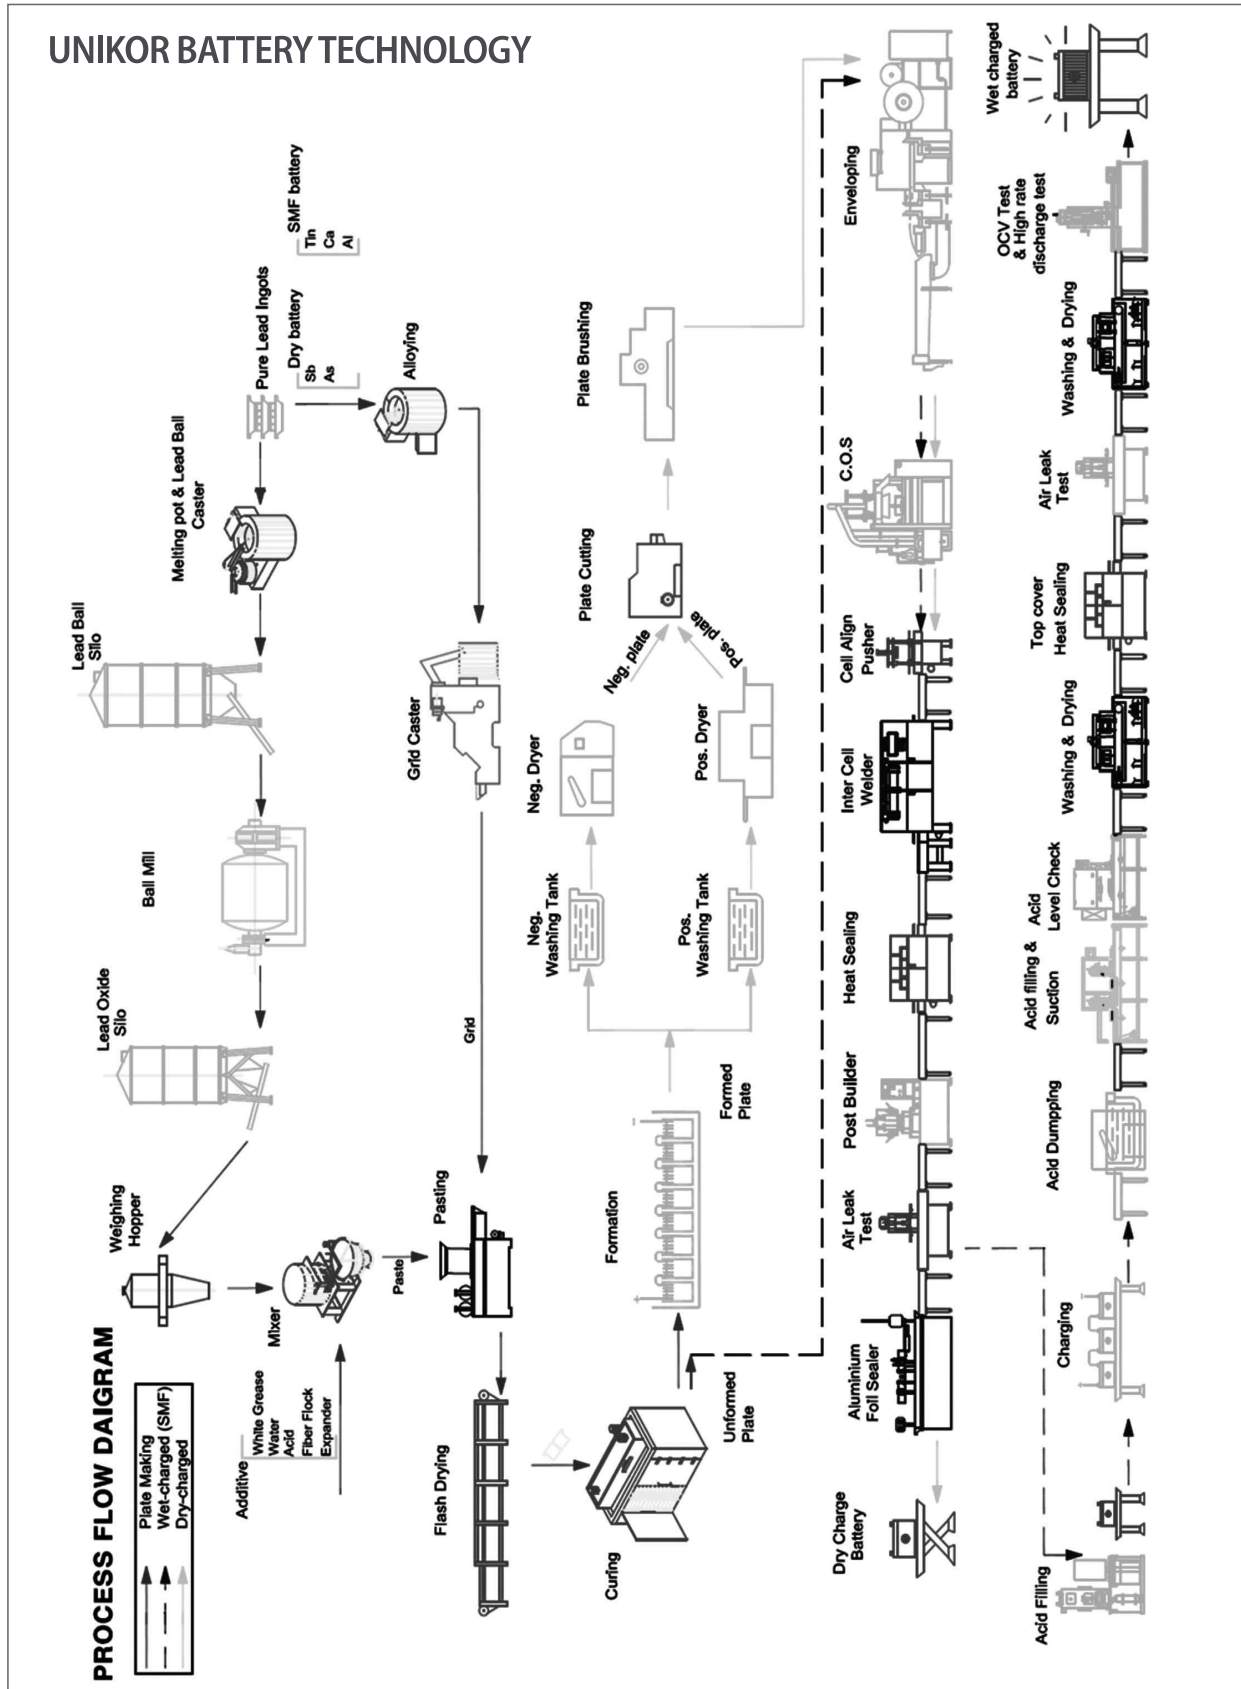 UNIKOR BATTERY TECHNOLOGY
PROCESS FLOW DAIGRAM
Plate Making
Wet-charged (SMF)
Dry-charged
Pure Lead Ingots
Dry battery
Sb
As
SMF battery
Tin
Ca
Al
Melting pot & Lead Ball
Caster
Lead Ball
Silo
Ball Mill
Lead Oxide
Silo
Weighing
Hopper
Additive
White Grease
Water
Acid
Fiber Flock
Expander
Mixer
Paste
Alloying
Grid Caster
Grid
Pasting
Flash Drying
Curing
Unformed
Plate
Formation
Formed
Plate
Neg.
Washing Tank
Pos.
Washing Tank
Neg. Dryer
Pos. Dryer
Neg. plate
Pos. plate
Plate Cutting
Plate Brushing
Enveloping
C.O.S
Cell Align
Pusher
Inter Cell
Welder
Heat Sealing
Post Builder
Air Leak
Test
Aluminium
Foil Sealer
Dry Charge
Battery
Acid Filling
Charging
Acid Dumpping
Acid filling &
Suction
Acid
Level Check
Washing & Drying
Top cover
Heat Sealing
Air Leak
Test
Washing & Drying
OCV Test
& High rate
discharge test
Wet charged
battery